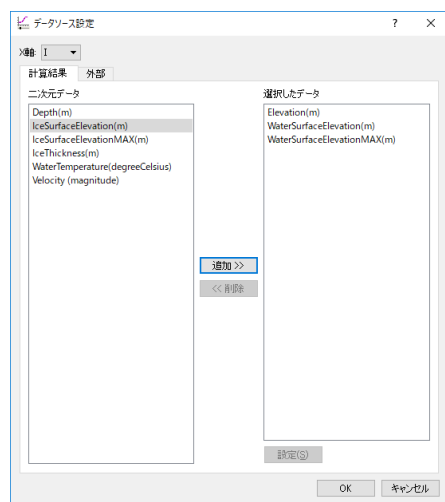 データソース設定
?
×
X軸: I
計算結果 外部
二次元データ
選択したデータ
Depth(m)
IceSurfaceElevation(m)
IceSurfaceElevationMAX(m)
IceThickness(m)
WaterTemperature(degreeCelsius)
Velocity (magnitude)
Elevation(m)
WaterSurfaceElevation(m)
WaterSurfaceElevationMAX(m)
追加 >>
<< 削除
設定(S)
OK キャンセル